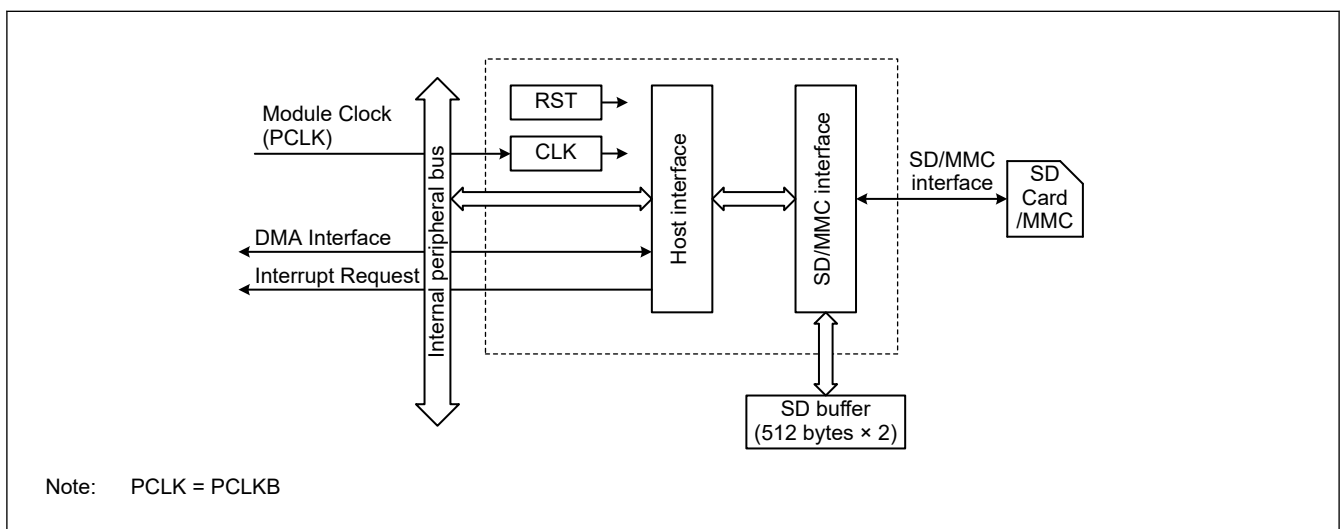 Module Clock
(PCLK)
RST
CLK
DMA Interface
Interrupt Request
Internal peripheral bus
Host interface
SD/MMC interface
SD/MMC
interface
SD
Card
/MMC
SD buffer
(512 bytes × 2)
Note: PCLK = PCLKB